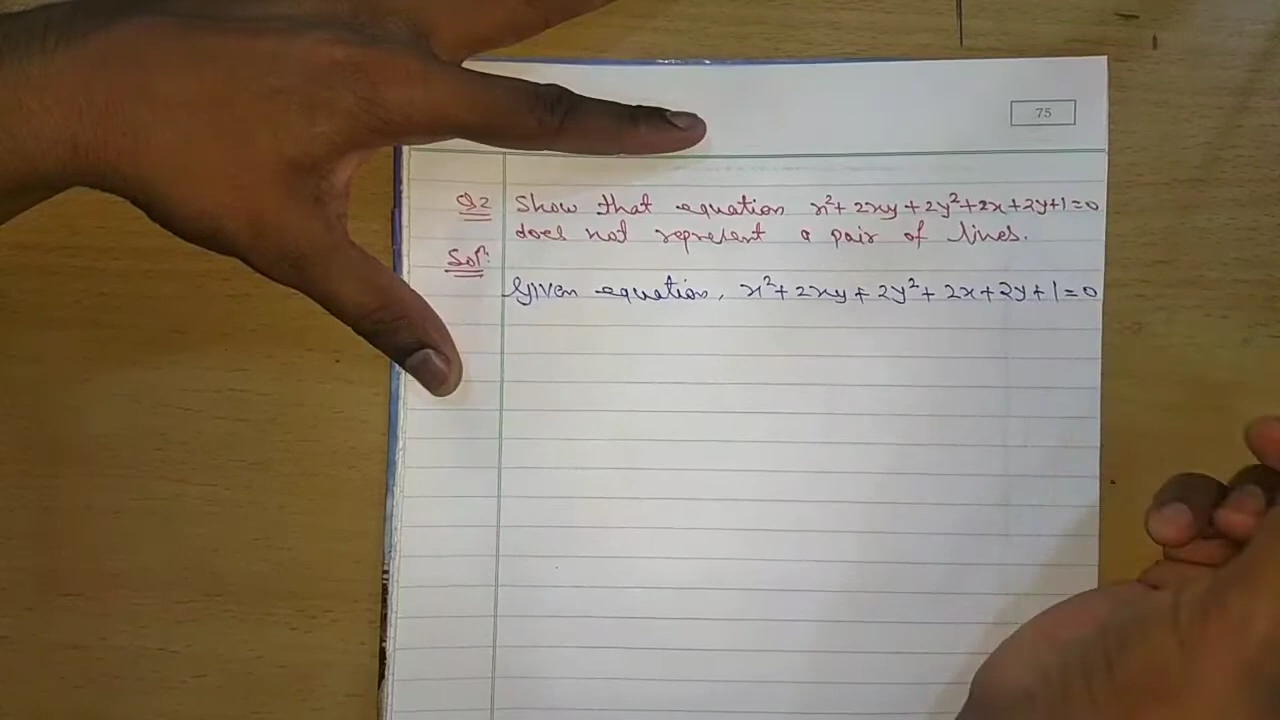 75
Q2 Show that equation x²+2xy+2y²+2x+2y+1=0
does not represent a pair of lines.
Solⁿ:
Given equation, x²+2xy+2y²+2x+2y+1=0